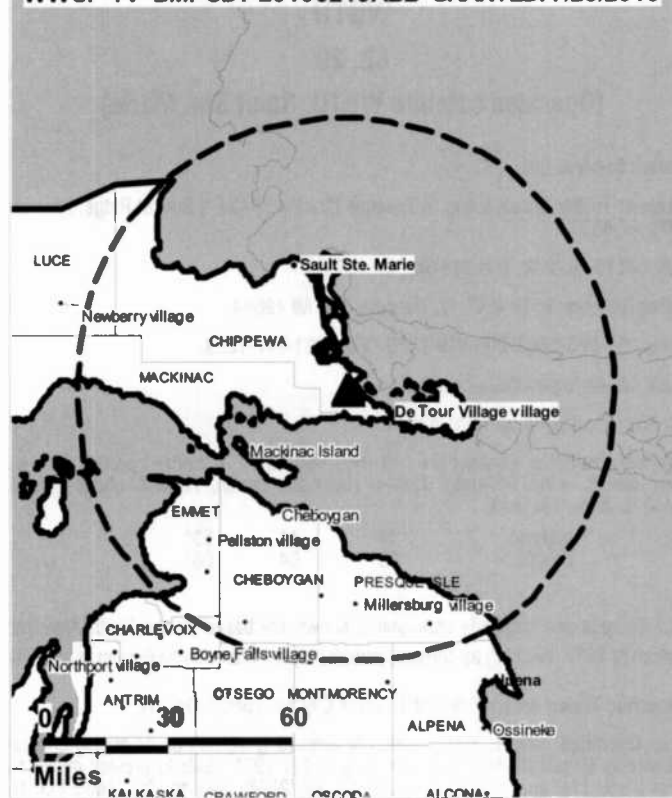 LUCE
Sault Ste. Marie
Newberry village
CHIPPEWA
MACKINAC
De Tour Village village
Mackinac Island
EMMET
Cheboygan
Pellston village
CHEBOYGAN
PRESQUE ISLE
Millersburg village
CHARLEVOIX
Boyne Falls village
Northport village
Alpena
ANTRIM
OTSEGO
MONTMORENCY
0 30 60
ALPENA
Ossineke
Miles
KALKASKA
CRAWFORD
OSCODA
ALCONA